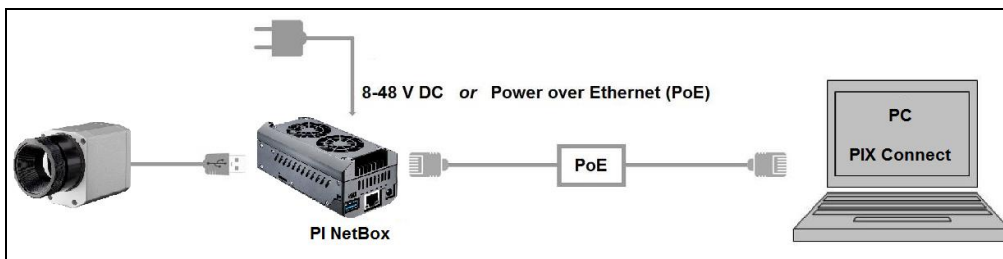 8-48 V DC or Power over Ethernet (PoE)
PoE
PC
PIX Connect
PI NetBox